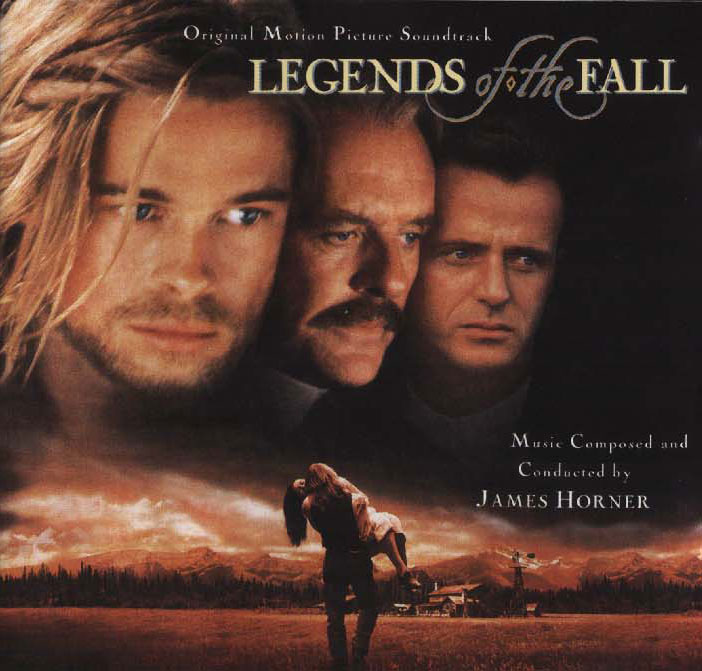 Original Motion Picture Soundtrack
LEGENDS of the FALL
Music Composed and
Conducted by
JAMES HORNER